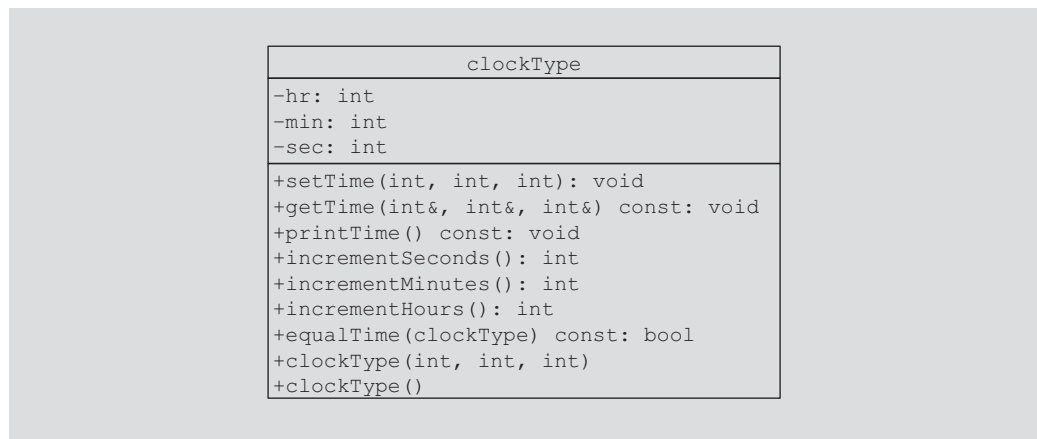 clockType
-hr: int
-min: int
-sec: int
+setTime(int, int, int): void
+getTime(int&, int&, int&) const: void
+printTime() const: void
+incrementSeconds(): int
+incrementMinutes(): int
+incrementHours(): int
+equalTime(clockType) const: bool
+clockType(int, int, int)
+clockType()